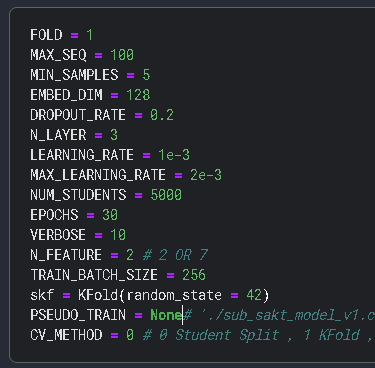 FOLD = 1
MAX_SEQ = 100
MIN_SAMPLES = 5
EMBED_DIM = 128
DROPOUT_RATE = 0.2
N_LAYER = 3
LEARNING_RATE = 1e-3
MAX_LEARNING_RATE = 2e-3
NUM_STUDENTS = 5000
EPOCHS = 30
VERBOSE = 10
N_FEATURE = 2 # 2 OR 7
TRAIN_BATCH_SIZE = 256
skf = KFold(random_state = 42)
PSEUDO_TRAIN = None# './sub_sakt_model_v1.c
CV_METHOD = 0 # 0 Student Split , 1 KFold ,